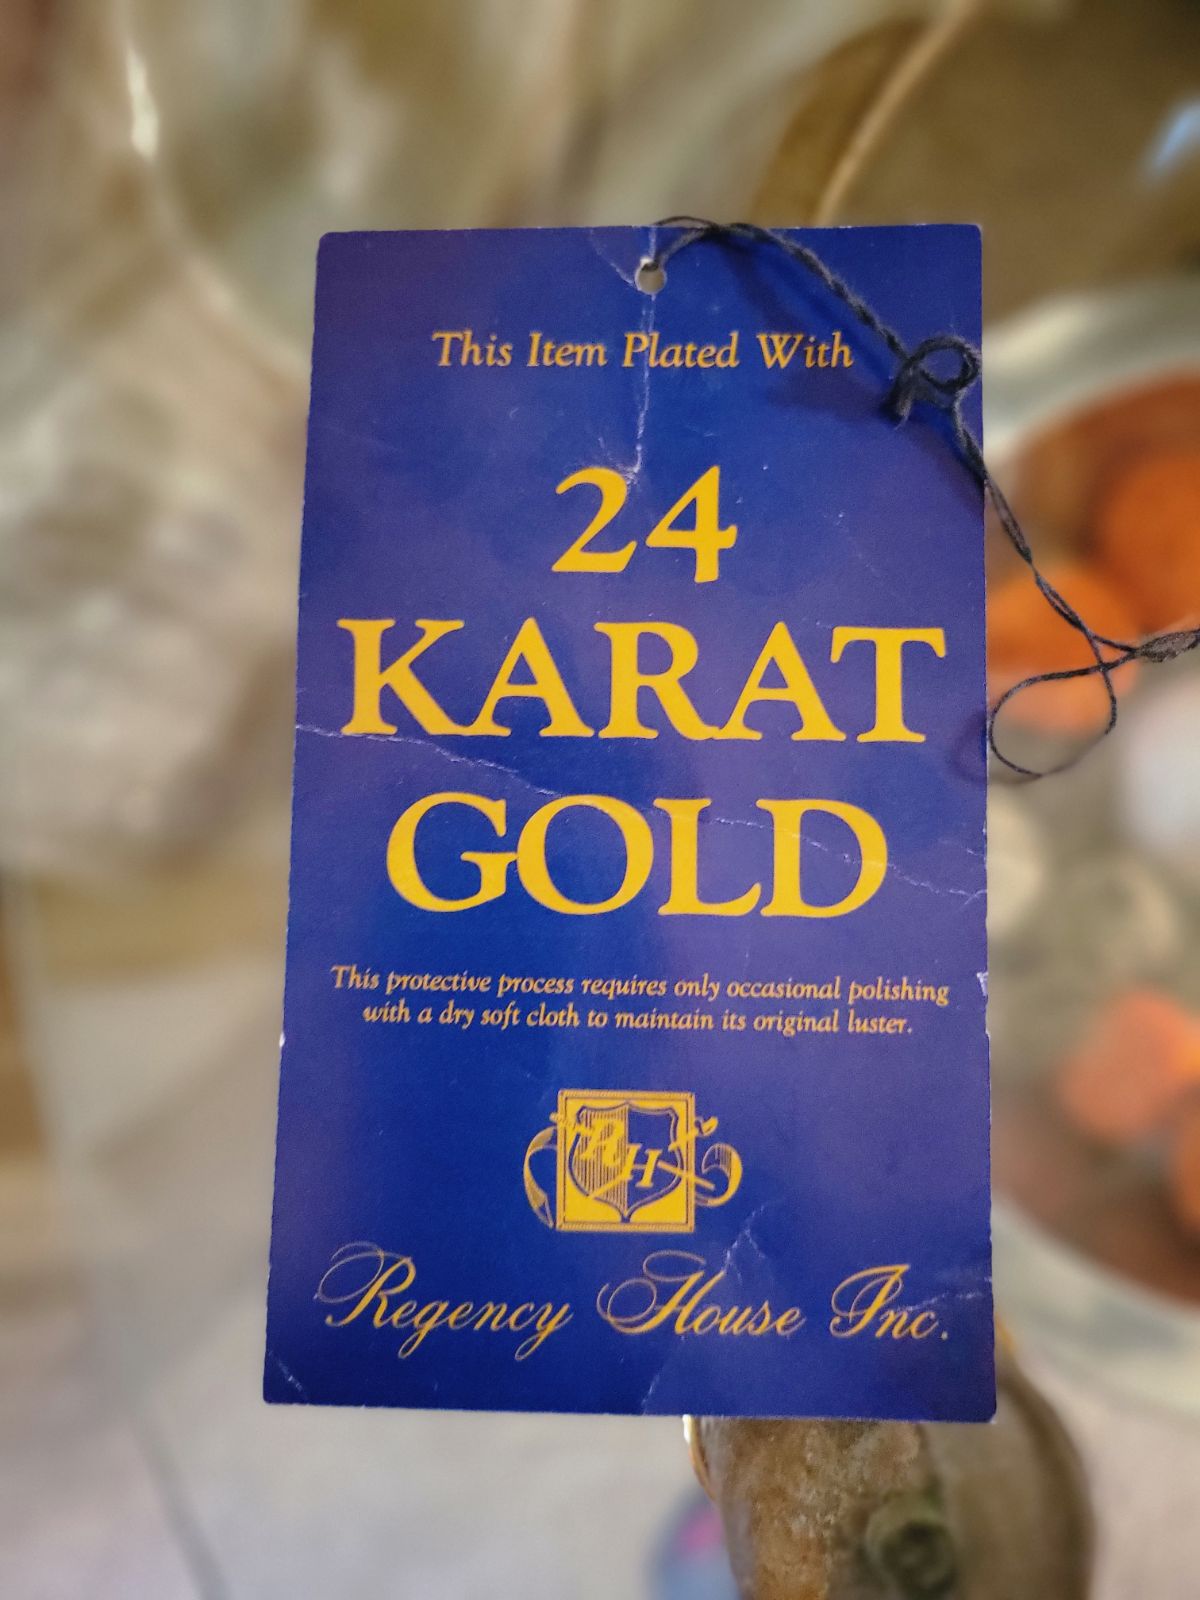 This Item Plated With
24
KARAT
GOLD
This protective process requires only occasional polishing
with a dry soft cloth to maintain its original luster.
RH
Regency House Inc.